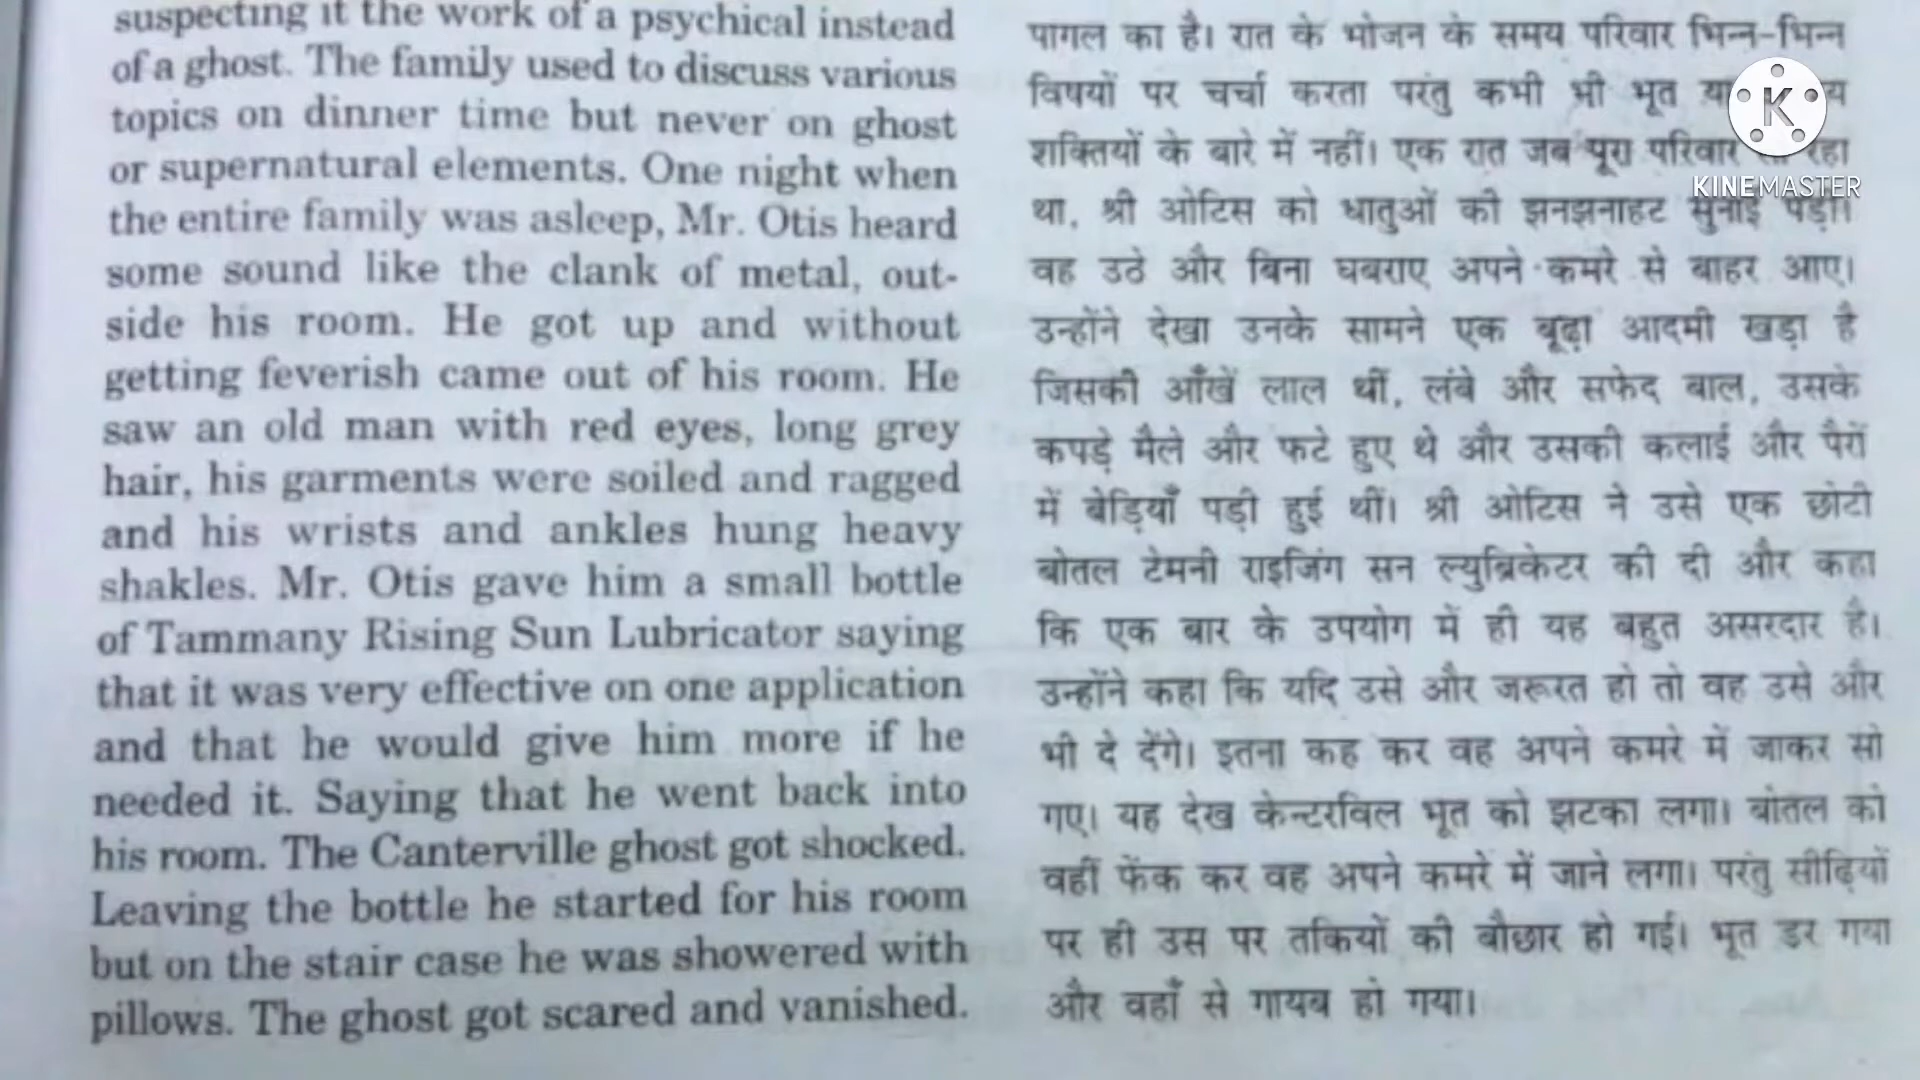 suspecting it the work of a psychical instead
of a ghost. The family used to discuss various
topics on dinner time but never on ghost
or supernatural elements. One night when
the entire family was asleep, Mr. Otis heard
some sound like the clank of metal, out-
side his room. He got up and without
getting feverish came out of his room. He
saw an old man with red eyes, long grey
hair, his garments were soiled and ragged
and his wrists and ankles hung heavy
shakles. Mr. Otis gave him a small bottle
of Tammany Rising Sun Lubricator saying
that it was very effective on one application
and that he would give him more if he
needed it. Saying that he went back into
his room. The Canterville ghost got shocked.
Leaving the bottle he started for his room
but on the stair case he was showered with
pillows. The ghost got scared and vanished.
पागल का है। रात के भोजन के समय परिवार भिन्न-भिन्न
विषयों पर चर्चा करता परंतु कभी भी भूत
शक्तियों के बारे में नहीं। एक रात जब पूरा परिवार रहा
था, श्री ओटिस को धातुओं की झनझनाहट सुनाई पड़ी।
वह उठे और बिना घबराए अपने कमरे से बाहर आए।
उन्होंने देखा उनके सामने एक बूढ़ा आदमी खड़ा है
जिसकी आँखें लाल थीं, लंबे और सफेद बाल, उसके
कपड़े मैले और फटे हुए थे और उसकी कलाई और पैरों
में बेड़ियाँ पड़ी हुई थीं। श्री ओटिस ने उसे एक छोटी
बोतल टेमनी राइजिंग सन ल्युब्रिकेटर की दी और कहा
कि एक बार के उपयोग में ही यह बहुत असरदार है।
उन्होंने कहा कि यदि उसे और जरूरत हो तो वह उसे और
भी दे देंगे। इतना कह कर वह अपने कमरे में जाकर सो
गए। यह देख केन्टरविल भूत को झटका लगा। बोतल को
वहीं फेंक कर वह अपने कमरे में जाने लगा। परंतु सीढ़ियों
पर ही उस पर तकियों की बौछार हो गई। भूत डर गया
और वहाँ से गायब हो गया।
K
KINEMASTER